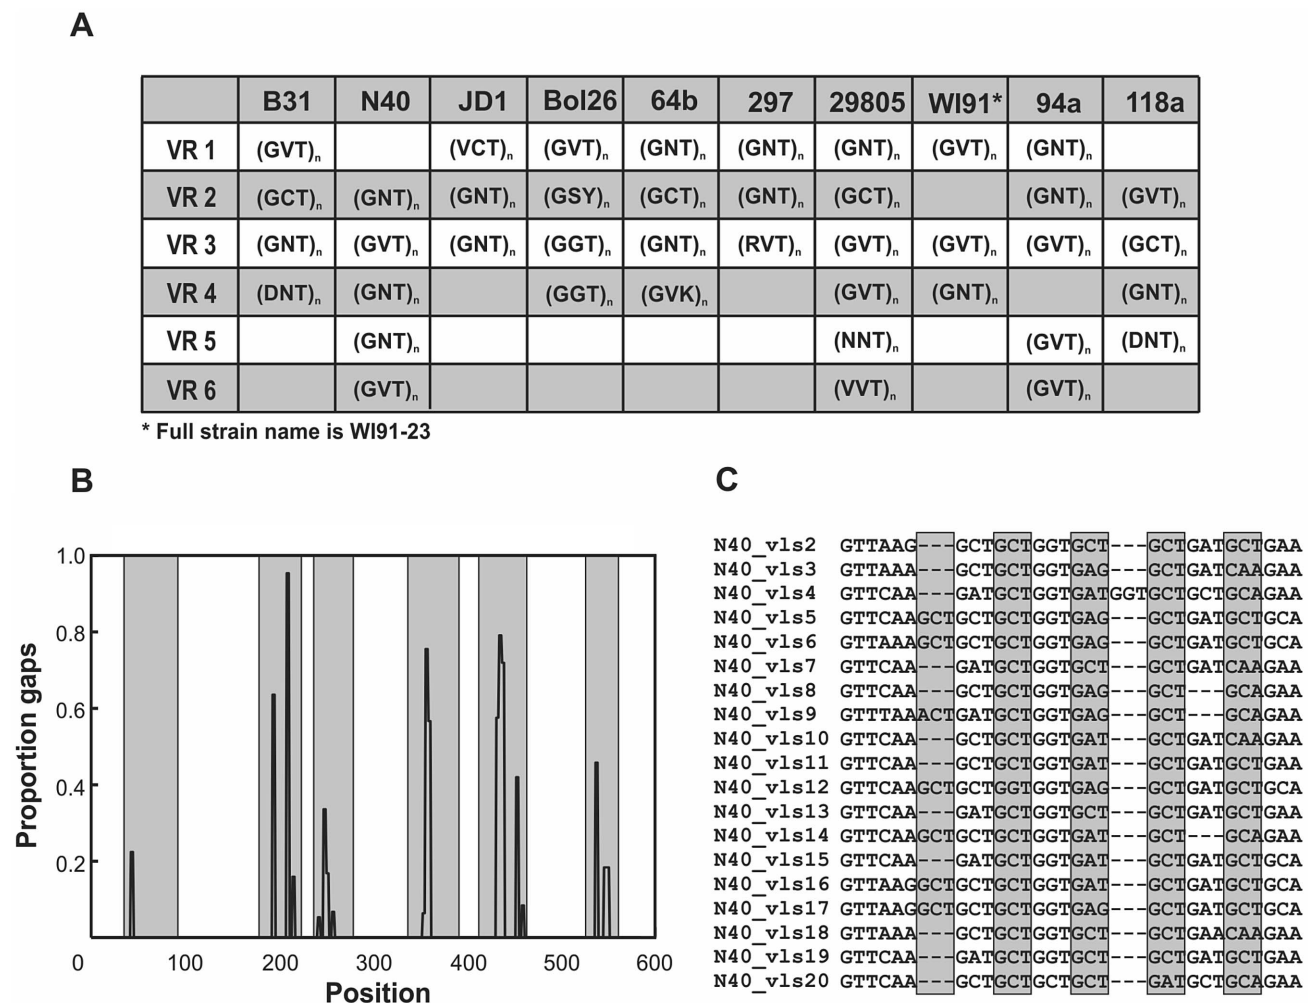 A
B31 N40 JD1 Bol26 64b 297 29805 WI91* 94a 118a
VR 1 (GVT)n (VCT)n (GVT)n (GNT)n (GNT)n (GNT)n (GVT)n (GNT)n
VR 2 (GCT)n (GNT)n (GNT)n (GSY)n (GCT)n (GNT)n (GCT)n (GNT)n (GVT)n
VR 3 (GNT)n (GVT)n (GNT)n (GGT)n (GNT)n (RVT)n (GVT)n (GVT)n (GVT)n (GCT)n
VR 4 (DNT)n (GNT)n (GGT)n (GVK)n (GVT)n (GNT)n (GNT)n
VR 5 (GNT)n (NNT)n (GVT)n (DNT)n
VR 6 (GVT)n (VVT)n (GVT)n
* Full strain name is WI91-23
B
1.0
0.8
0.6
0.4
0.2
Proportion gaps
0 100 200 300 400 500 600
Position
C
N40_vls2 GTTAAG---GCTGCTGGTGCT---GCTGATGCTGAA
N40_vls3 GTTAAA---GCTGCTGGTGAG---GCTGATCAAGAA
N40_vls4 GTTCAA---GATGCTGGTGATGGTGCTGCTGCAGAA
N40_vls5 GTTCAAGCTGCTGCTGGTGAG---GCTGATGCTGCA
N40_vls6 GTTAAAGCTGCTGCTGGTGAG---GCTGATGCTGCA
N40_vls7 GTTCAA---GATGCTGGTGCT---GCTGATCAAGAA
N40_vls8 GTTCAA---GCTGCTGGTGAG---GCT---GCAGAA
N40_vls9 GTTTAAACTGATGCTGGTGAG---GCT---GCAGAA
N40_vls10 GTTCAA---GCTGCTGGTGAT---GCTGATCAAGAA
N40_vls11 GTTCAA---GCTGCTGGTGAT---GCTGATGCTGAA
N40_vls12 GTTCAAGCTGCTGGTGGTGAG---GCTGATGCTGCA
N40_vls13 GTTCAA---GATGCTGGTGCT---GCTGATGCTGAA
N40_vls14 GTTCAAGCTGCTGCTGGTGAT---GCT---GCAGAA
N40_vls15 GTTCAA---GATGCTGGTGAT---GCTGATGCTGCA
N40_vls16 GTTAAGGCTGCTGCTGGTGAT---GCTGATGCTGCA
N40_vls17 GTTAAGGCTGCTGCTGGTGAG---GCTGATGCTGCA
N40_vls18 GTTAAA---GCTGCTGGTGCT---GCTGAACAAGAA
N40_vls19 GTTCAA---GATGCTGGTGCT---GCTGATGCTGAA
N40_vls20 GTTCAA---GCTGCTGCTGCT---GATGCTGCAGAA